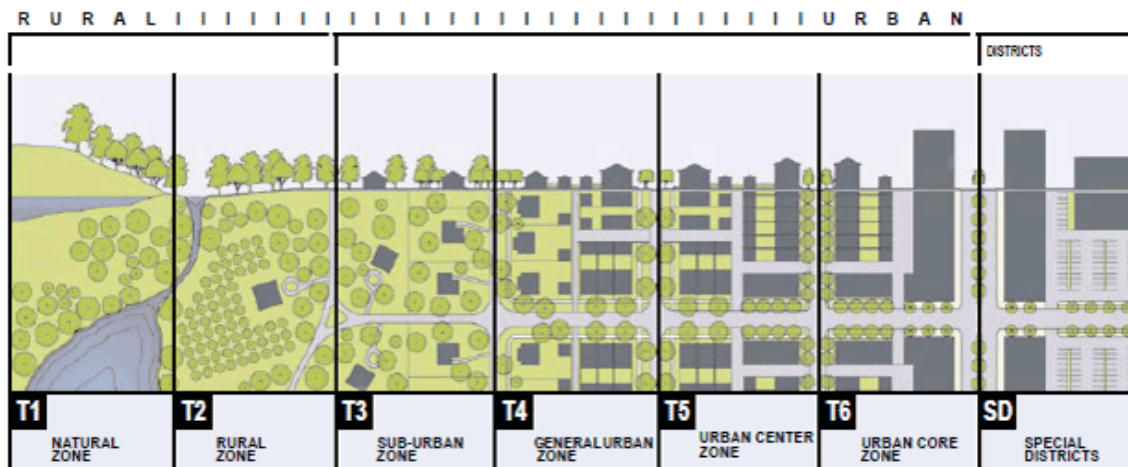 R U R A L I I I I I I I I I I I I I I I I I I I I I I I I I I U R B A N
DISTRICTS
T1 NATURAL
ZONE
T2 RURAL
ZONE
T3 SUB-URBAN
ZONE
T4 GENERAL URBAN
ZONE
T5 URBAN CENTER
ZONE
T6 URBAN CORE
ZONE
SD SPECIAL
DISTRICTS